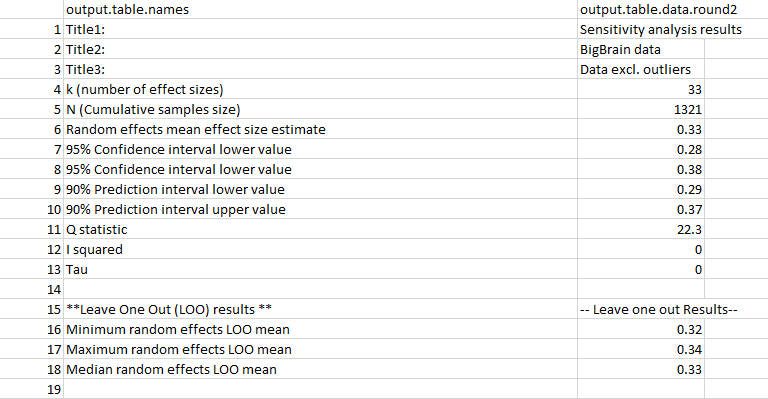 output.table.names output.table.data.round2
1 Title1: Sensitivity analysis results
2 Title2: BigBrain data
3 Title3: Data excl. outliers
4 k (number of effect sizes) 33
5 N (Cumulative samples size) 1321
6 Random effects mean effect size estimate 0.33
7 95% Confidence interval lower value 0.28
8 95% Confidence interval lower value 0.38
9 90% Prediction interval lower value 0.29
10 90% Prediction interval upper value 0.37
11 Q statistic 22.3
12 I squared 0
13 Tau 0
14
15 **Leave One Out (LOO) results ** -- Leave one out Results--
16 Minimum random effects LOO mean 0.32
17 Maximum random effects LOO mean 0.34
18 Median random effects LOO mean 0.33
19